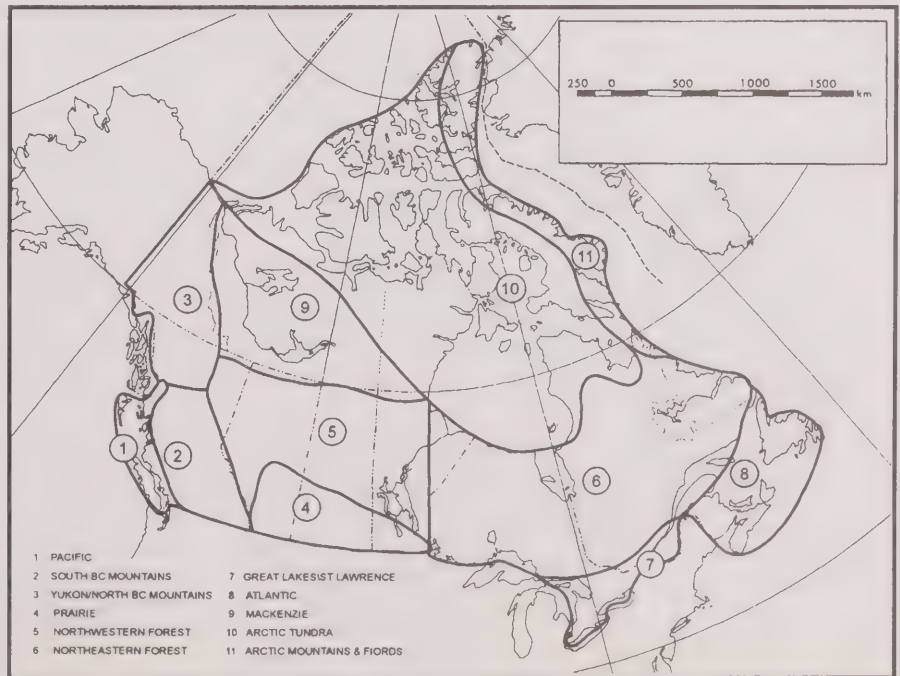 250 0 500 1000 1500
km
11
10
3
9
5
1
2
4
6
8
7
1 PACIFIC
2 SOUTH BC MOUNTAINS
3 YUKON/NORTH BC MOUNTAINS
4 PRAIRIE
5 NORTHWESTERN FOREST
6 NORTHEASTERN FOREST
7 GREAT LAKES\ST LAWRENCE
8 ATLANTIC
9 MACKENZIE
10 ARCTIC TUNDRA
11 ARCTIC MOUNTAINS & FIORDS